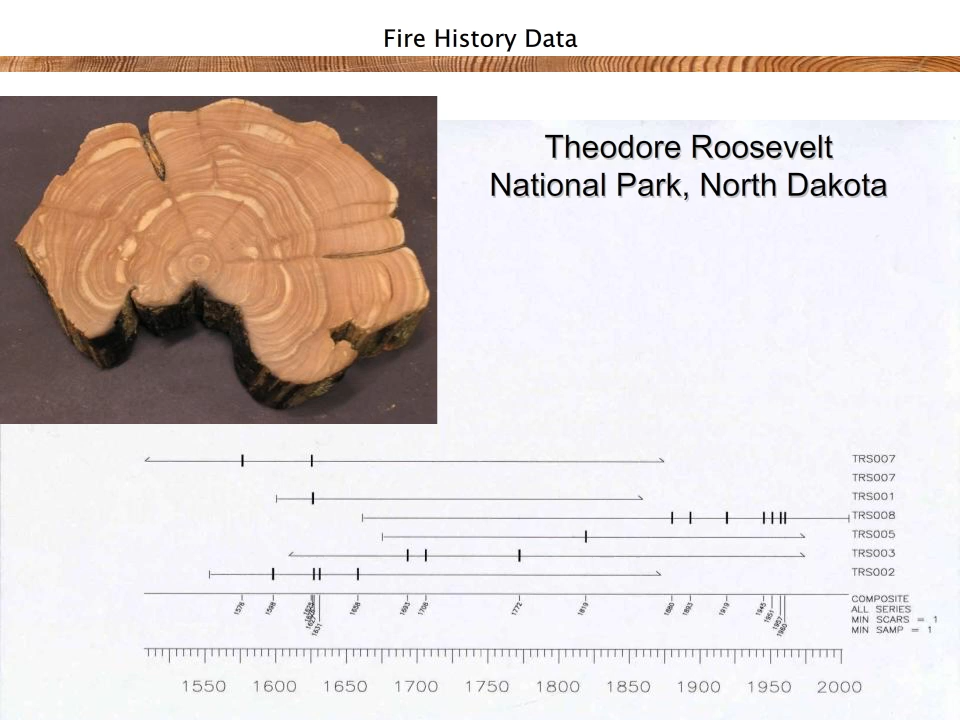 Fire History Data
Theodore Roosevelt
National Park, North Dakota
TRS007
TRS007
TRS001
TRS008
TRS005
TRS003
TRS002
COMPOSITE
ALL SERIES
MIN SCARS = 1
MIN SAMP = 1
1576 1598 1631 1658 1693 1706 1772 1819 1880 1893 1919 1945 1951 1957 1960
1550 1600 1650 1700 1750 1800 1850 1900 1950 2000